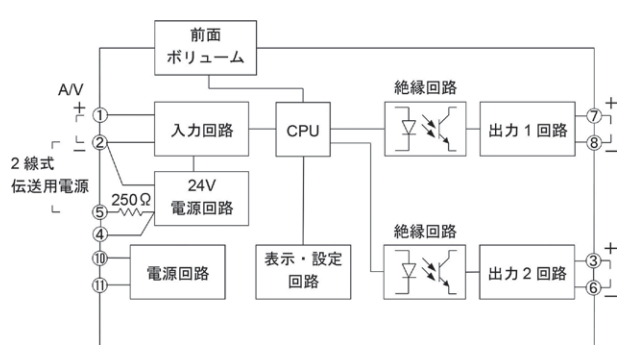 前面
ボリューム
A/V
+
①
−
②
2線式
伝送用電源
250Ω
⑤
④
⑩
⑪
入力回路
24V
電源回路
電源回路
CPU
表示・設定
回路
絶縁回路
出力1回路
+
⑦
⑧
−
絶縁回路
出力2回路
+
③
⑥
−